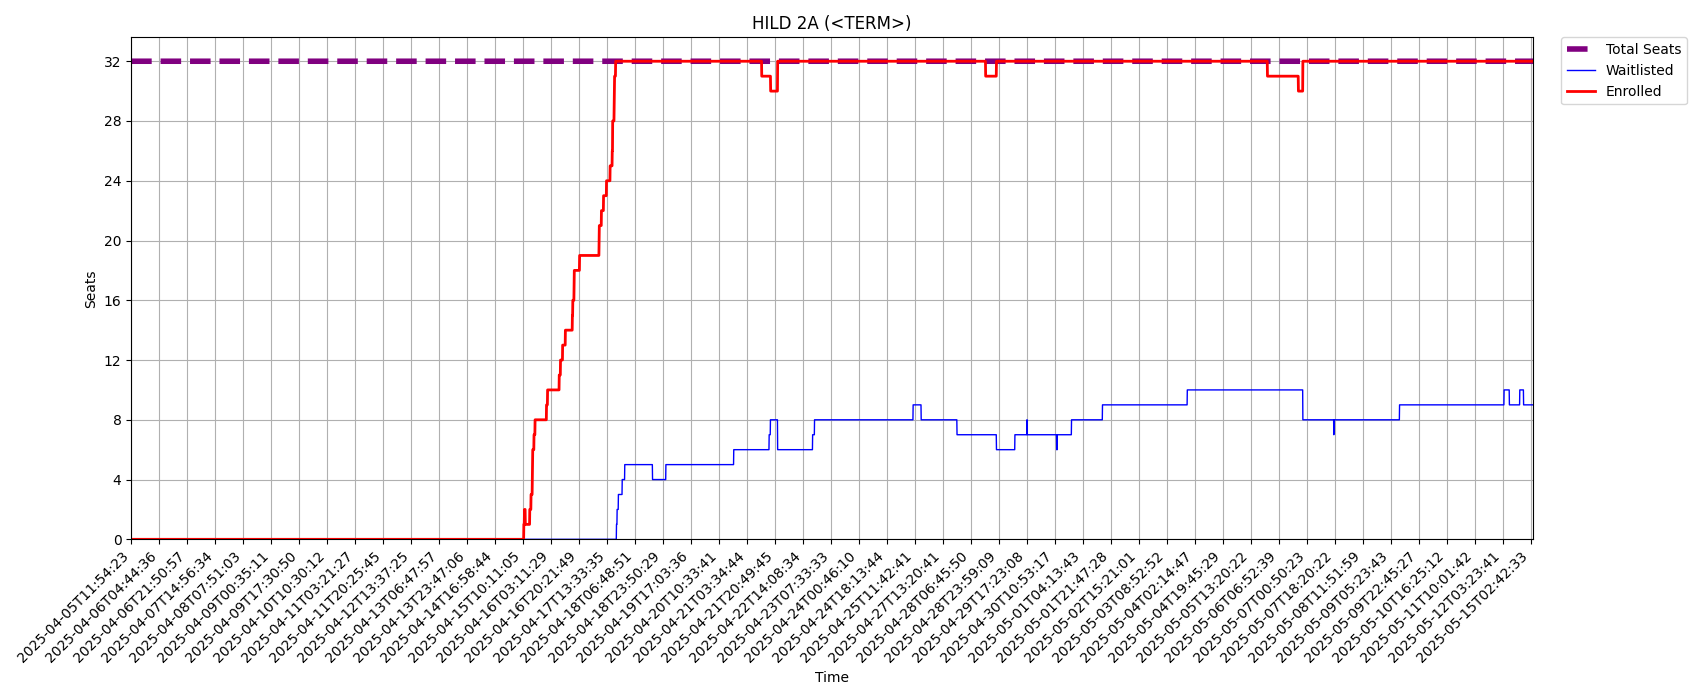 HILD 2A (<TERM>)
Total Seats
Waitlisted
Enrolled
Seats
32
28
24
20
16
12
8
4
0
2025-04-05T11:54:23
2025-04-06T04:44:36
2025-04-06T21:50:57
2025-04-07T14:56:34
2025-04-08T07:51:03
2025-04-09T00:35:11
2025-04-09T17:30:50
2025-04-10T10:30:12
2025-04-11T03:21:27
2025-04-11T20:25:45
2025-04-12T13:37:25
2025-04-13T06:47:57
2025-04-13T23:47:06
2025-04-14T16:58:44
2025-04-15T10:11:05
2025-04-16T03:11:29
2025-04-16T20:21:49
2025-04-17T13:33:35
2025-04-18T06:48:51
2025-04-18T23:50:29
2025-04-19T17:03:36
2025-04-20T10:33:41
2025-04-21T03:34:44
2025-04-21T20:49:45
2025-04-22T14:08:34
2025-04-23T07:33:33
2025-04-24T00:46:10
2025-04-24T18:13:44
2025-04-25T11:42:41
2025-04-27T13:20:41
2025-04-28T06:45:50
2025-04-28T23:59:09
2025-04-29T17:23:08
2025-04-30T10:53:17
2025-05-01T04:13:43
2025-05-01T21:47:28
2025-05-02T15:21:01
2025-05-03T08:52:52
2025-05-04T02:14:47
2025-05-04T19:45:29
2025-05-05T13:20:22
2025-05-06T06:52:39
2025-05-07T00:50:23
2025-05-07T18:20:22
2025-05-08T11:51:59
2025-05-09T05:23:43
2025-05-09T22:45:27
2025-05-10T16:25:12
2025-05-11T10:01:42
2025-05-12T03:23:41
2025-05-15T02:42:33
Time